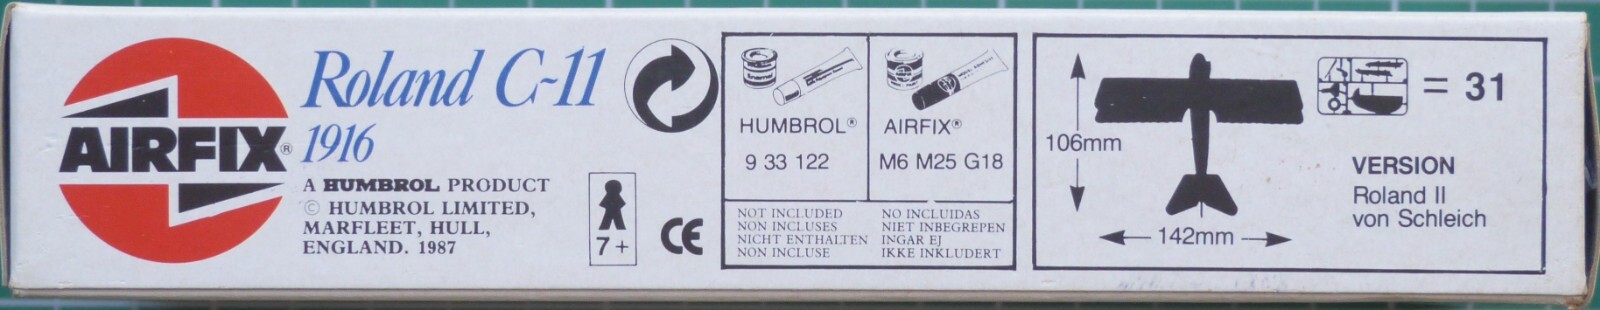 AIRFIX®
Roland C-11
1916
A HUMBROL PRODUCT
© HUMBROL LIMITED,
MARFLEET, HULL,
ENGLAND. 1987
7+
CE
HUMBROL®
9 33 122
AIRFIX®
M6 M25 G18
NOT INCLUDED
NON INCLUSES
NICHT ENTHALTEN
NON INCLUSE
NO INCLUIDAS
NIET INBEGREPEN
INGAR EJ
IKKE INKLUDERT
106mm
142mm
= 31
VERSION
Roland II
von Schleich